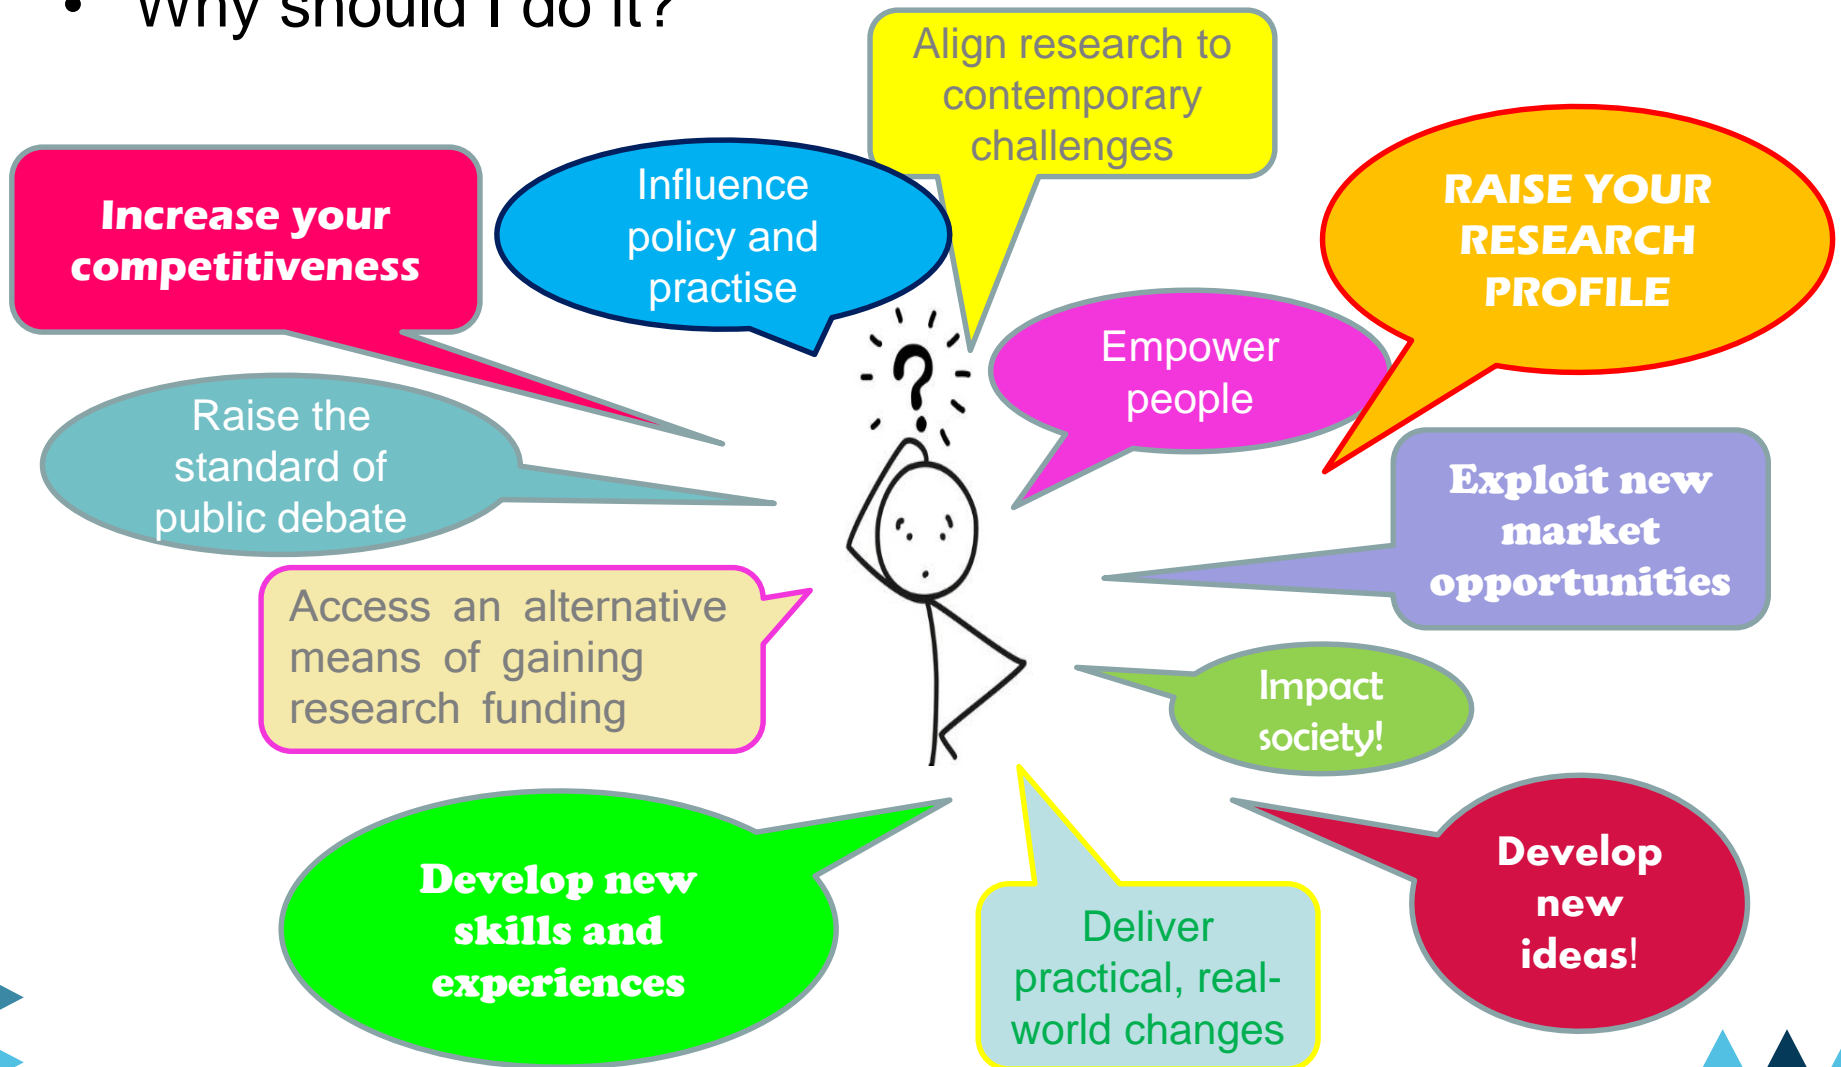 • Why should I do it?
Align research to
contemporary
challenges
Increase your
competitiveness
Influence
policy and
practise
RAISE YOUR
RESEARCH
PROFILE
Empower
people
Raise the
standard of
public debate
Exploit new
market
opportunities
Access an alternative
means of gaining
research funding
?
Impact
society!
Develop new
skills and
experiences
Deliver
practical, real-
world changes
Develop
new
ideas!